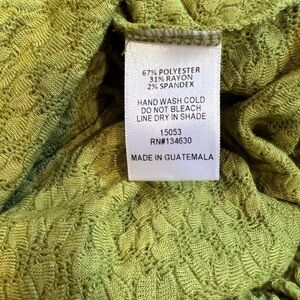 67% POLYESTER
31% RAYON
2% SPANDEX
HAND WASH COLD
DO NOT BLEACH
LINE DRY IN SHADE
15053
RN#134630
MADE IN GUATEMALA